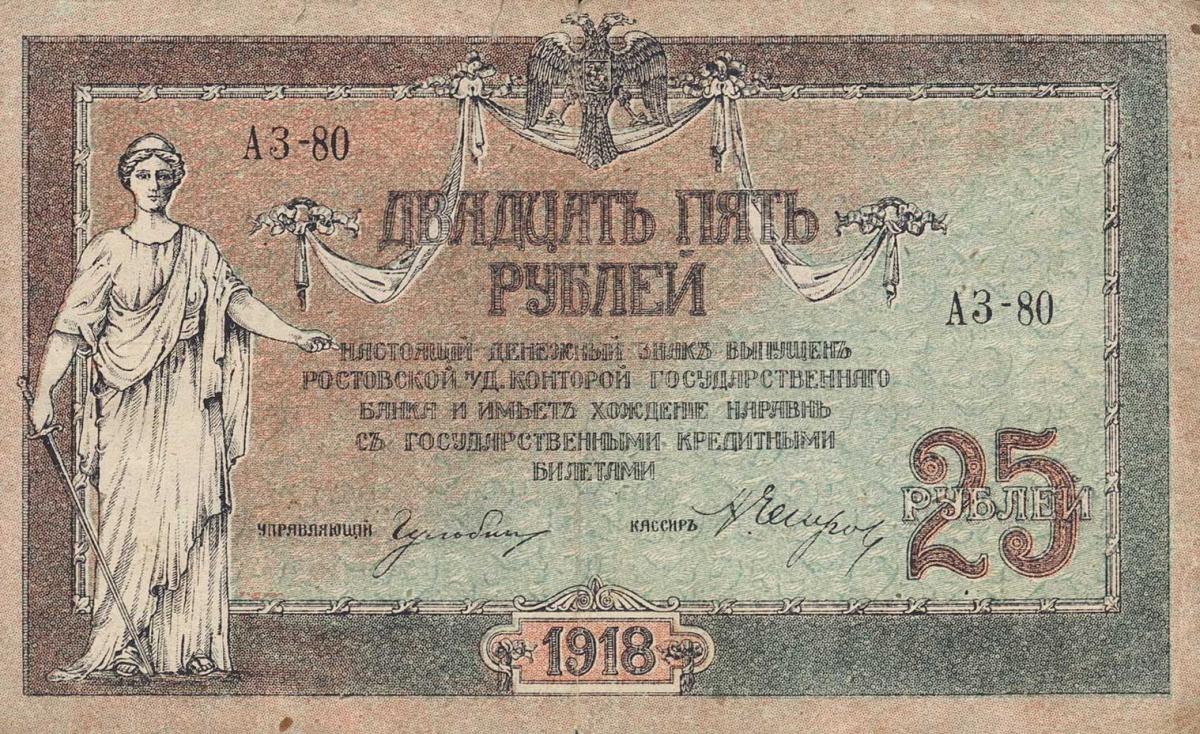 АЗ-80
ДВАДЦАТЬ ПЯТЬ
РУБЛЕЙ
АЗ-80
НАСТОЯЩІЙ ДЕНЕЖНЫЙ ЗНАКЪ ВЫПУЩЕНЪ
РОСТОВСКОЙ Н/Д. КОНТОРОЙ ГОСУДАРСТВЕННАГО
БАНКА И ИМѢЕТЪ ХОЖДЕНІЕ НАРАВНѢ
СЪ ГОСУДАРСТВЕННЫМИ КРЕДИТНЫМИ
БИЛЕТАМИ
25
РУБЛЕЙ
УПРАВЛЯЮЩІЙ
КАССИРЪ
1918